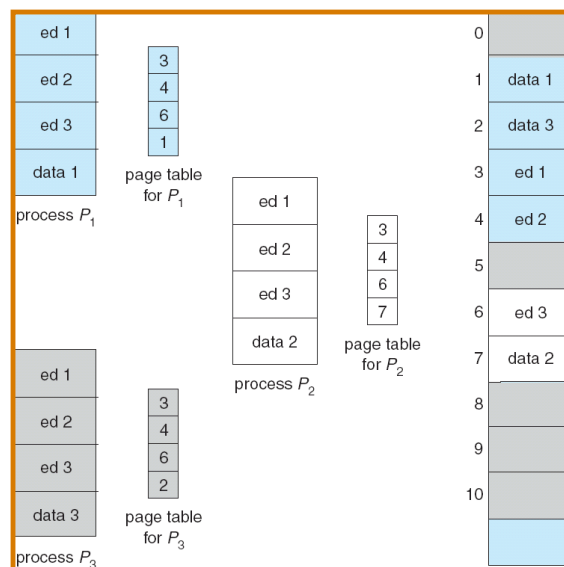 ed 1
ed 2
ed 3
data 1
process P1
3
4
6
1
page table
for P1
ed 1
ed 2
ed 3
data 2
process P2
3
4
6
7
page table
for P2
ed 1
ed 2
ed 3
data 3
process P3
3
4
6
2
page table
for P3
0
1 data 1
2 data 3
3 ed 1
4 ed 2
5
6 ed 3
7 data 2
8
9
10